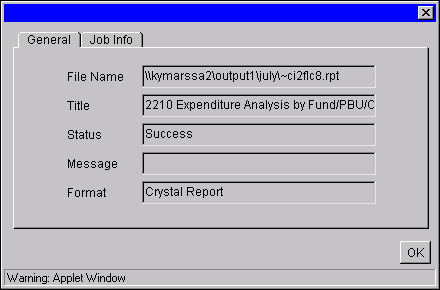 General Job Info
File Name \\kymarssa2\output1\july\~ci2flc8.rpt
Title 2210 Expenditure Analysis by Fund/PBU/C
Status Success
Message
Format Crystal Report
OK
Warning: Applet Window